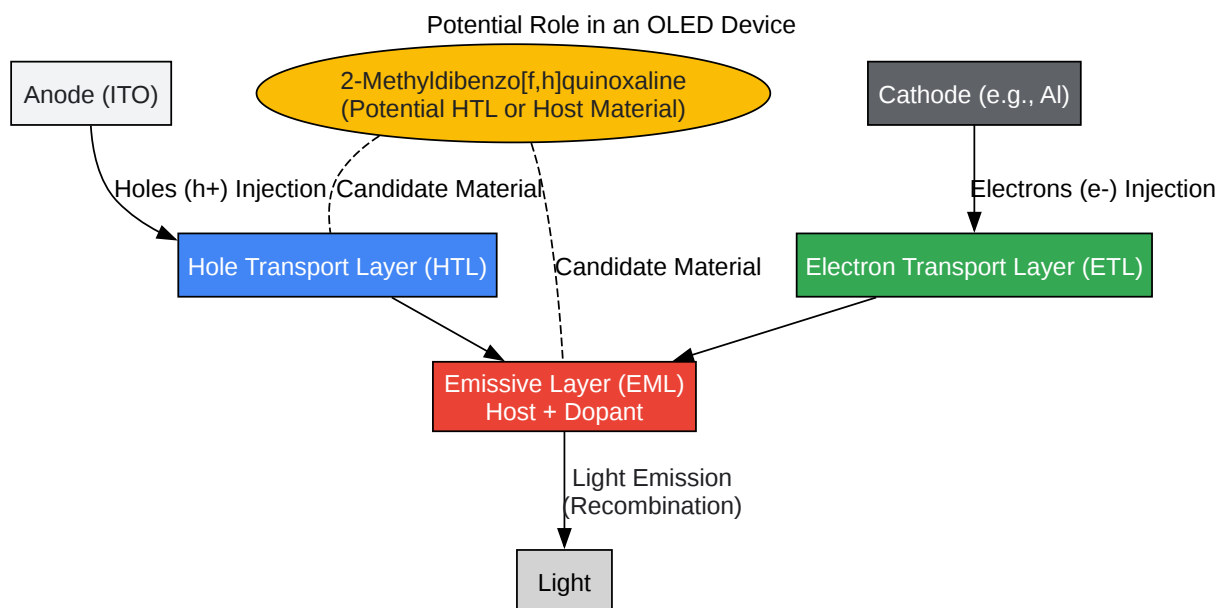 Potential Role in an OLED Device
Anode (ITO)
2-Methyldibenzo[f,h]quinoxaline
(Potential HTL or Host Material)
Cathode (e.g., Al)
Holes (h+) Injection
Candidate Material
Electrons (e-) Injection
Hole Transport Layer (HTL)
Candidate Material
Electron Transport Layer (ETL)
Emissive Layer (EML)
Host + Dopant
Light Emission
(Recombination)
Light